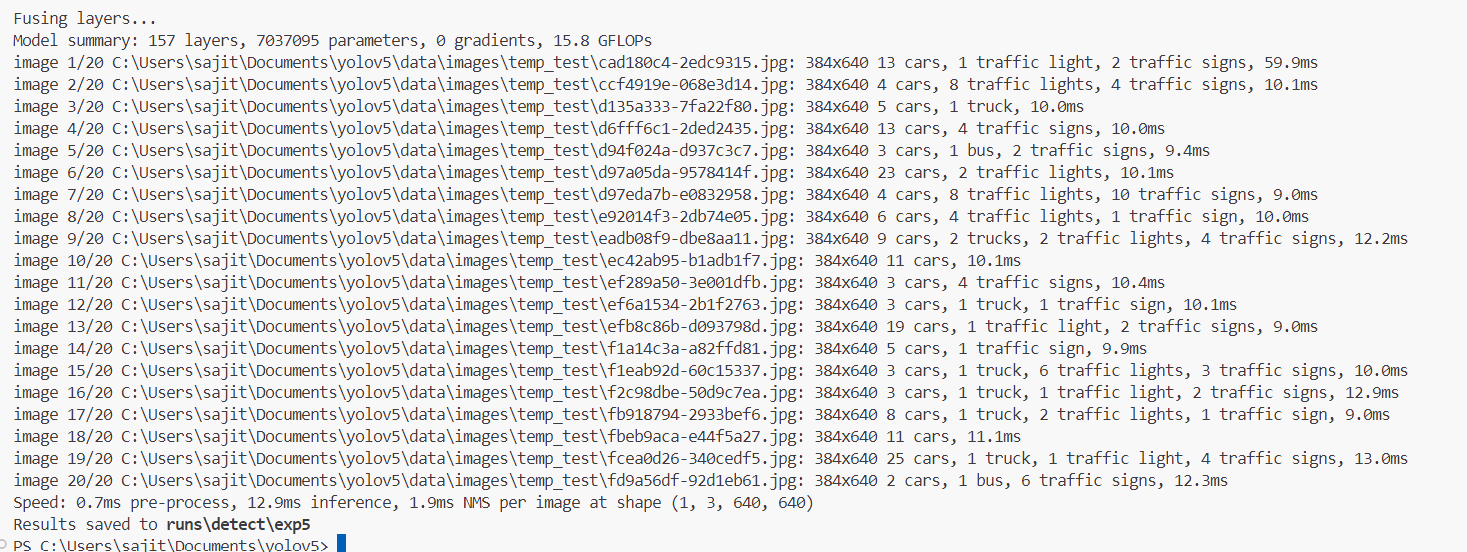 Fusing layers...
Model summary: 157 layers, 7037095 parameters, 0 gradients, 15.8 GFLOPs
image 1/20 C:\Users\sajit\Documents\yolov5\data\images\temp_test\cad180c4-2edc9315.jpg: 384x640 13 cars, 1 traffic light, 2 traffic signs, 59.9ms
image 2/20 C:\Users\sajit\Documents\yolov5\data\images\temp_test\ccf4919e-068e3d14.jpg: 384x640 4 cars, 8 traffic lights, 4 traffic signs, 10.1ms
image 3/20 C:\Users\sajit\Documents\yolov5\data\images\temp_test\d135a333-7fa22f80.jpg: 384x640 5 cars, 1 truck, 10.0ms
image 4/20 C:\Users\sajit\Documents\yolov5\data\images\temp_test\d6fff6c1-2ded2435.jpg: 384x640 13 cars, 4 traffic signs, 10.0ms
image 5/20 C:\Users\sajit\Documents\yolov5\data\images\temp_test\d94f024a-d937c3c7.jpg: 384x640 3 cars, 1 bus, 2 traffic signs, 9.4ms
image 6/20 C:\Users\sajit\Documents\yolov5\data\images\temp_test\d97a05da-9578414f.jpg: 384x640 23 cars, 2 traffic lights, 10.1ms
image 7/20 C:\Users\sajit\Documents\yolov5\data\images\temp_test\d97eda7b-e0832958.jpg: 384x640 4 cars, 8 traffic lights, 10 traffic signs, 9.0ms
image 8/20 C:\Users\sajit\Documents\yolov5\data\images\temp_test\e92014f3-2db74e05.jpg: 384x640 6 cars, 4 traffic lights, 1 traffic sign, 10.0ms
image 9/20 C:\Users\sajit\Documents\yolov5\data\images\temp_test\eadb08f9-dbe8aa11.jpg: 384x640 9 cars, 2 trucks, 2 traffic lights, 4 traffic signs, 12.2ms
image 10/20 C:\Users\sajit\Documents\yolov5\data\images\temp_test\ec42ab95-b1adb1f7.jpg: 384x640 11 cars, 10.1ms
image 11/20 C:\Users\sajit\Documents\yolov5\data\images\temp_test\ef289a50-3e001dfb.jpg: 384x640 3 cars, 4 traffic signs, 10.4ms
image 12/20 C:\Users\sajit\Documents\yolov5\data\images\temp_test\ef6a1534-2b1f2763.jpg: 384x640 3 cars, 1 truck, 1 traffic sign, 10.1ms
image 13/20 C:\Users\sajit\Documents\yolov5\data\images\temp_test\efb8c86b-d093798d.jpg: 384x640 19 cars, 1 traffic light, 2 traffic signs, 9.0ms
image 14/20 C:\Users\sajit\Documents\yolov5\data\images\temp_test\f1a14c3a-a82ffd81.jpg: 384x640 5 cars, 1 traffic sign, 9.9ms
image 15/20 C:\Users\sajit\Documents\yolov5\data\images\temp_test\f1eab92d-60c15337.jpg: 384x640 3 cars, 1 truck, 6 traffic lights, 3 traffic signs, 10.0ms
image 16/20 C:\Users\sajit\Documents\yolov5\data\images\temp_test\f2c98dbe-50d9c7ea.jpg: 384x640 3 cars, 1 truck, 1 traffic light, 2 traffic signs, 12.9ms
image 17/20 C:\Users\sajit\Documents\yolov5\data\images\temp_test\fb918794-2933bef6.jpg: 384x640 8 cars, 1 truck, 2 traffic lights, 1 traffic sign, 9.0ms
image 18/20 C:\Users\sajit\Documents\yolov5\data\images\temp_test\fbeb9aca-e44f5a27.jpg: 384x640 11 cars, 11.1ms
image 19/20 C:\Users\sajit\Documents\yolov5\data\images\temp_test\fcea0d26-340cedf5.jpg: 384x640 25 cars, 1 truck, 1 traffic light, 4 traffic signs, 13.0ms
image 20/20 C:\Users\sajit\Documents\yolov5\data\images\temp_test\fd9a56df-92d1eb61.jpg: 384x640 2 cars, 1 bus, 6 traffic signs, 12.3ms
Speed: 0.7ms pre-process, 12.9ms inference, 1.9ms NMS per image at shape (1, 3, 640, 640)
Results saved to runs\detect\exp5
PS C:\Users\sajit\Documents\yolov5>